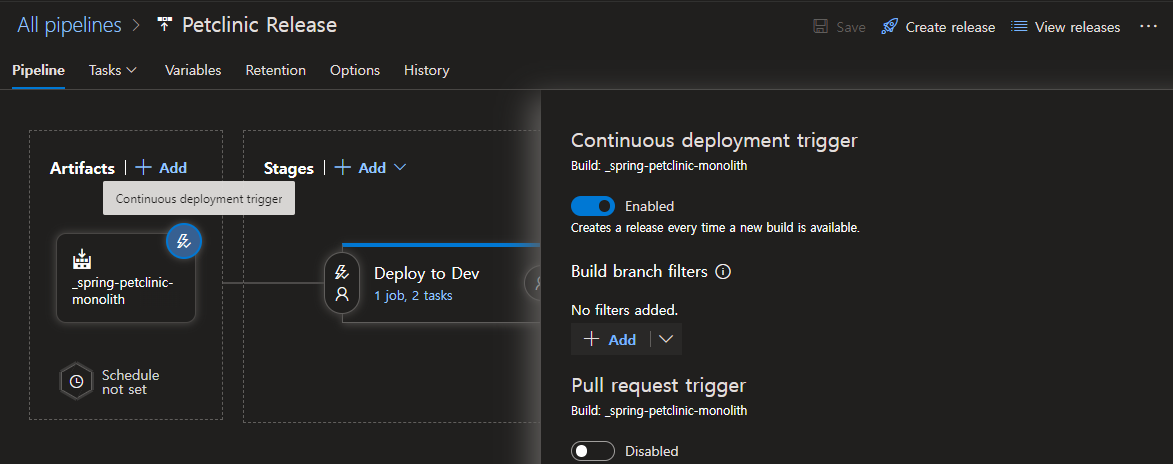 All pipelines > Petclinic Release
Save Create release View releases ...
Pipeline Tasks Variables Retention Options History
Artifacts | + Add
Stages | + Add
Continuous deployment trigger
_spring-petclinic-
monolith
Schedule
not set
Deploy to Dev
1 job, 2 tasks
Continuous deployment trigger
Build: _spring-petclinic-monolith
Enabled
Creates a release every time a new build is available.
Build branch filters
No filters added.
+ Add
Pull request trigger
Build: _spring-petclinic-monolith
Disabled